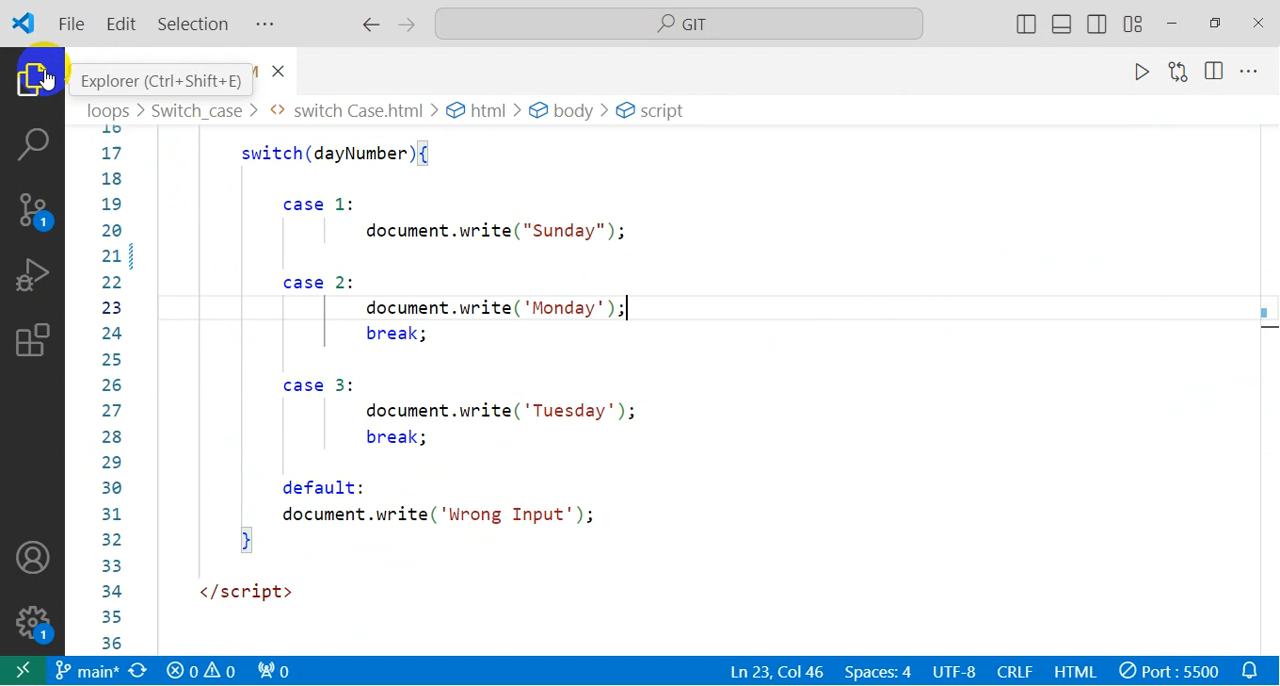 File Edit Selection ··· GIT
Explorer (Ctrl+Shift+E) M
loops > Switch_case > <> switch Case.html > html > body > script
16
17 switch(dayNumber){
18
19 case 1:
20 document.write("Sunday");
21
22 case 2:
23 document.write('Monday');
24 break;
25
26 case 3:
27 document.write('Tuesday');
28 break;
29
30 default:
31 document.write('Wrong Input');
32 }
33
34 </script>
35
36
1
1
main* 0 0 0 Ln 23, Col 46 Spaces: 4 UTF-8 CRLF HTML Port : 5500